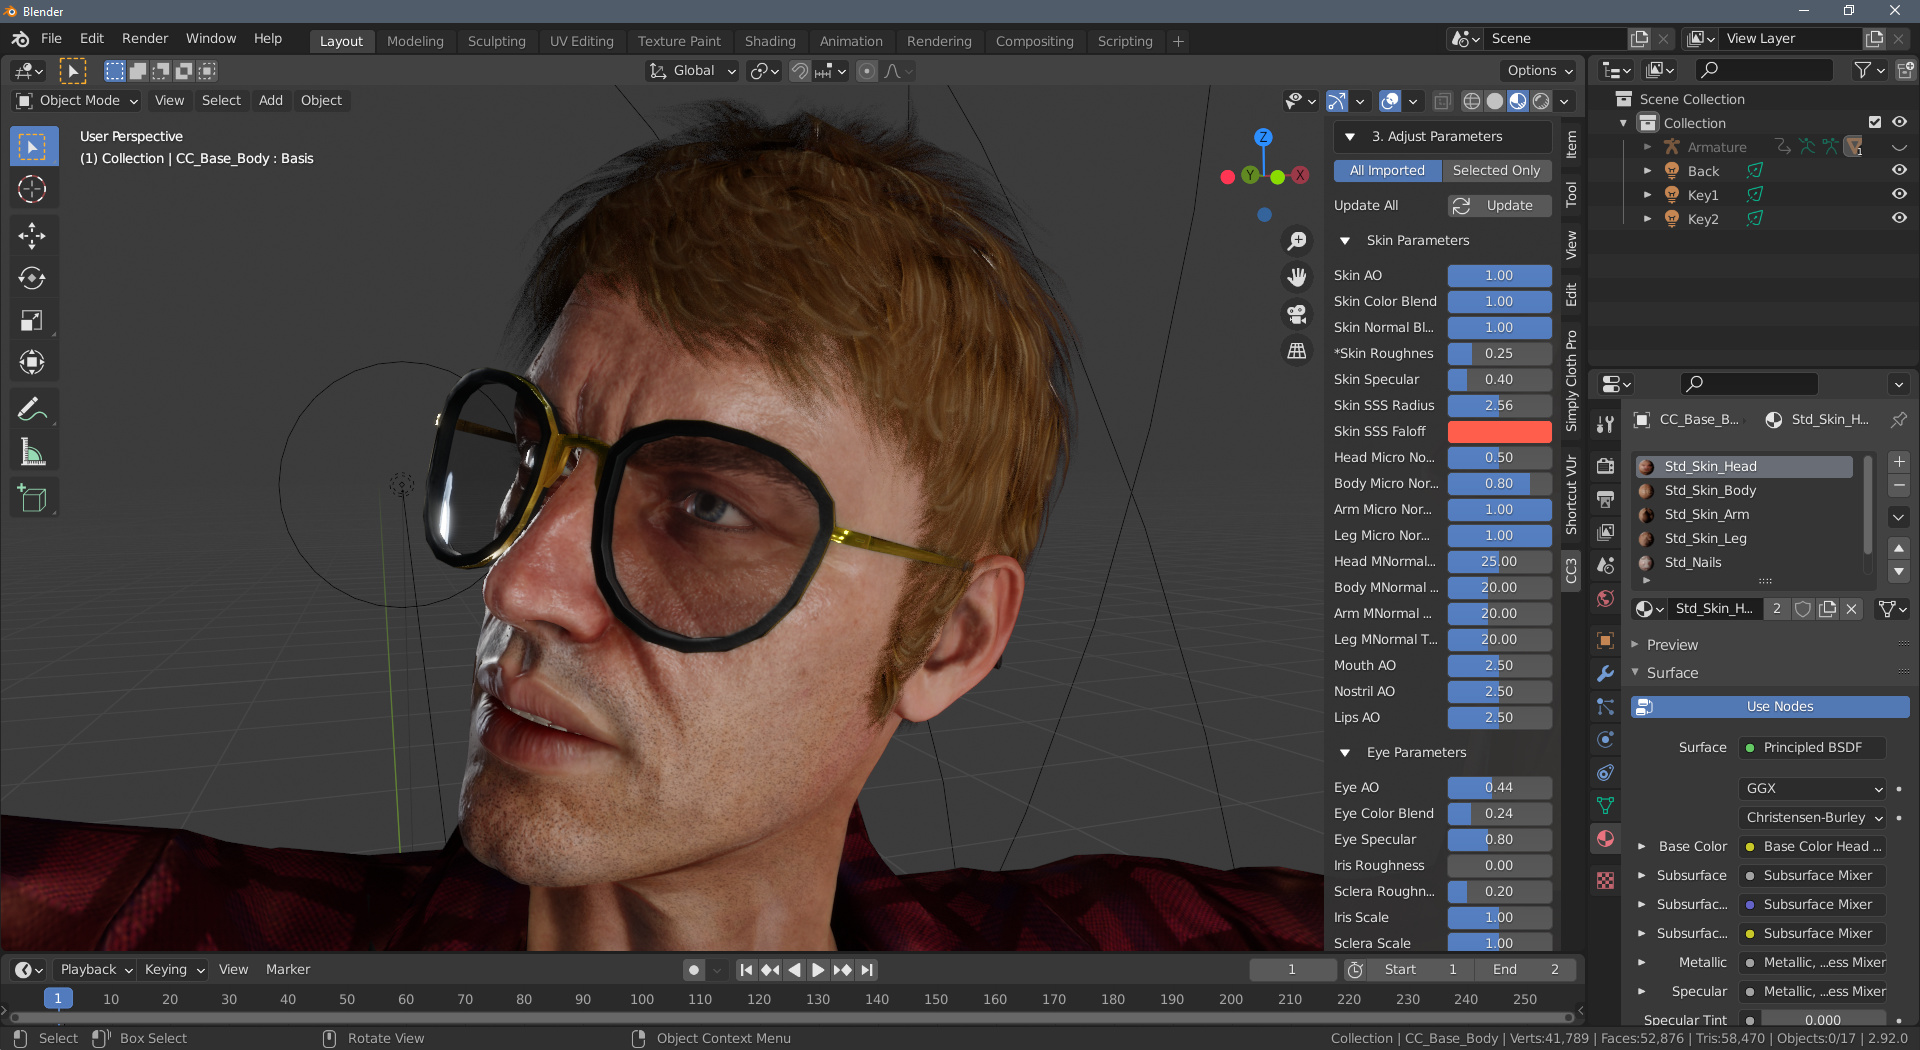 Blender
File Edit Render Window Help
Layout Modeling Sculpting UV Editing Texture Paint Shading Animation Rendering Compositing Scripting +
Scene
View Layer
Global
Options
Object Mode View Select Add Object
User Perspective
(1) Collection | CC_Base_Body : Basis
Z
Y
X
3. Adjust Parameters
All Imported Selected Only
Update All Update
Skin Parameters
Skin AO 1.00
Skin Color Blend 1.00
Skin Normal Bl... 1.00
*Skin Roughnes 0.25
Skin Specular 0.40
Skin SSS Radius 2.56
Skin SSS Faloff
Head Micro No... 0.50
Body Micro Nor... 0.80
Arm Micro Nor... 1.00
Leg Micro Nor... 1.00
Head MNormal... 25.00
Body MNormal ... 20.00
Arm MNormal ... 20.00
Leg MNormal T... 20.00
Mouth AO 2.50
Nostril AO 2.50
Lips AO 2.50
Eye Parameters
Eye AO 0.44
Eye Color Blend 0.24
Eye Specular 0.80
Iris Roughness 0.00
Sclera Roughn... 0.20
Iris Scale 1.00
Sclera Scale 1.00
Item
Tool
View
Edit
Simply Cloth Pro
Shortcut VUr
CC3
Scene Collection
Collection
Armature 1
Back
Key1
Key2
CC_Base_B... Std_Skin_H...
Std_Skin_Head
Std_Skin_Body
Std_Skin_Arm
Std_Skin_Leg
Std_Nails
Std_Skin_H... 2
Preview
Surface
Use Nodes
Surface Principled BSDF
GGX
Christensen-Burley
Base Color Base Color Head ...
Subsurface Subsurface Mixer
Subsurfac... Subsurface Mixer
Subsurfac... Subsurface Mixer
Metallic Metallic, ...ess Mixer
Specular Metallic, ...ess Mixer
Specular Tint 0.000
Playback Keying View Marker
1 Start 1 End 2
1 10 20 30 40 50 60 70 80 90 100 110 120 130 140 150 160 170 180 190 200 210 220 230 240 250
Select Box Select Rotate View Object Context Menu
Collection | CC_Base_Body | Verts:41,789 | Faces:52,876 | Tris:58,470 | Objects:0/17 | 2.92.0